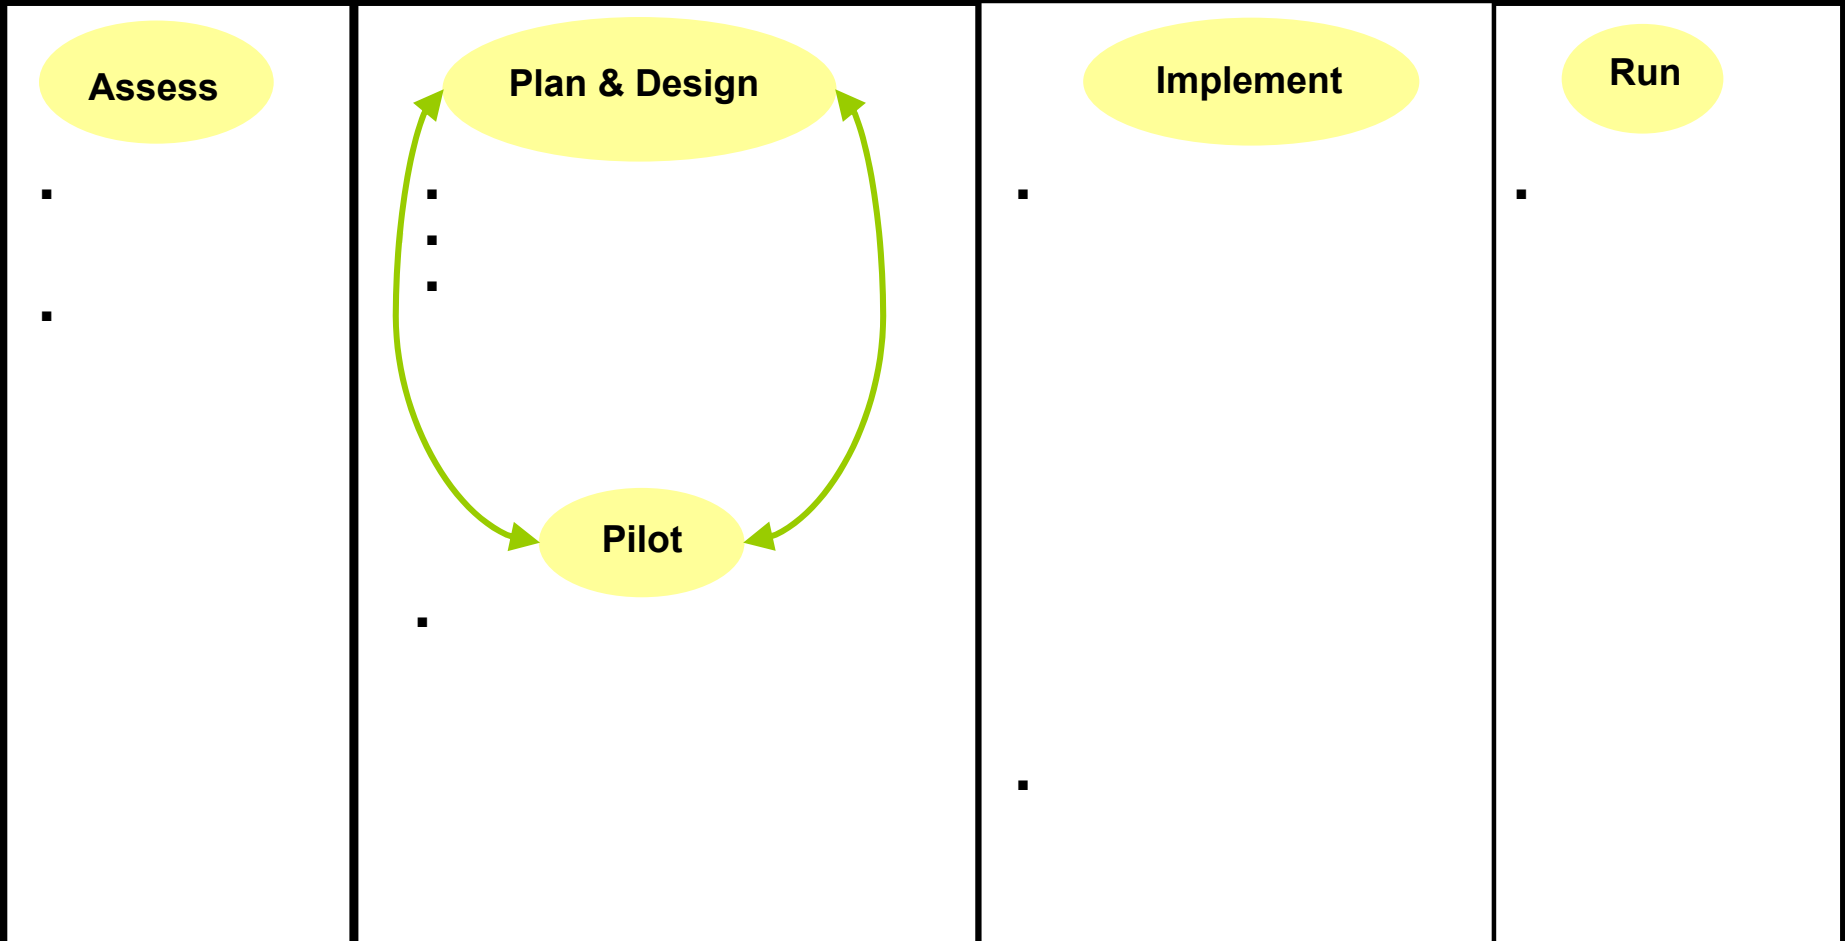 Assess
Plan & Design
Pilot
Implement
Run